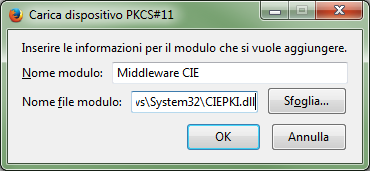 Carica dispositivo PKCS#11
Inserire le informazioni per il modulo che si vuole aggiungere.
Nome modulo: Middleware CIE
Nome file modulo: vs\System32\CIEPKI.dll Sfoglia...
OK Annulla